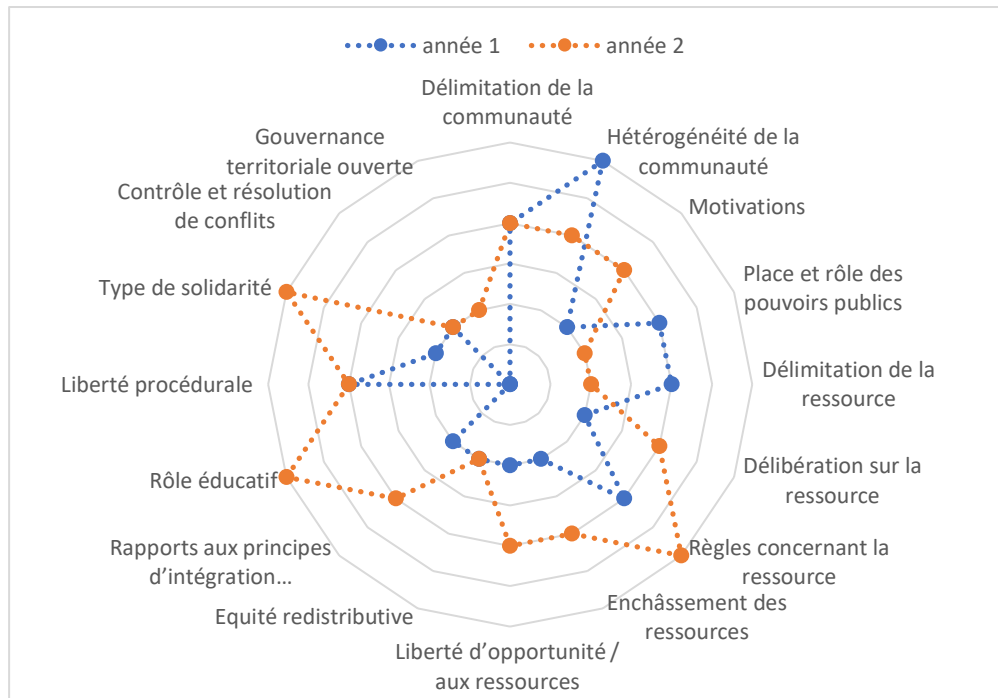 année 1
année 2
Délimitation de la
communauté
Hétérogénéité de la
communauté
Motivations
Place et rôle des
pouvoirs publics
Délimitation de la
ressource
Délibération sur la
ressource
Règles concernant la
ressource
Enchâssement des
ressources
Liberté d’opportunité /
aux ressources
Equité redistributive
Rapports aux principes
d’intégration…
Rôle éducatif
Liberté procédurale
Type de solidarité
Contrôle et résolution
de conflits
Gouvernance
territoriale ouverte